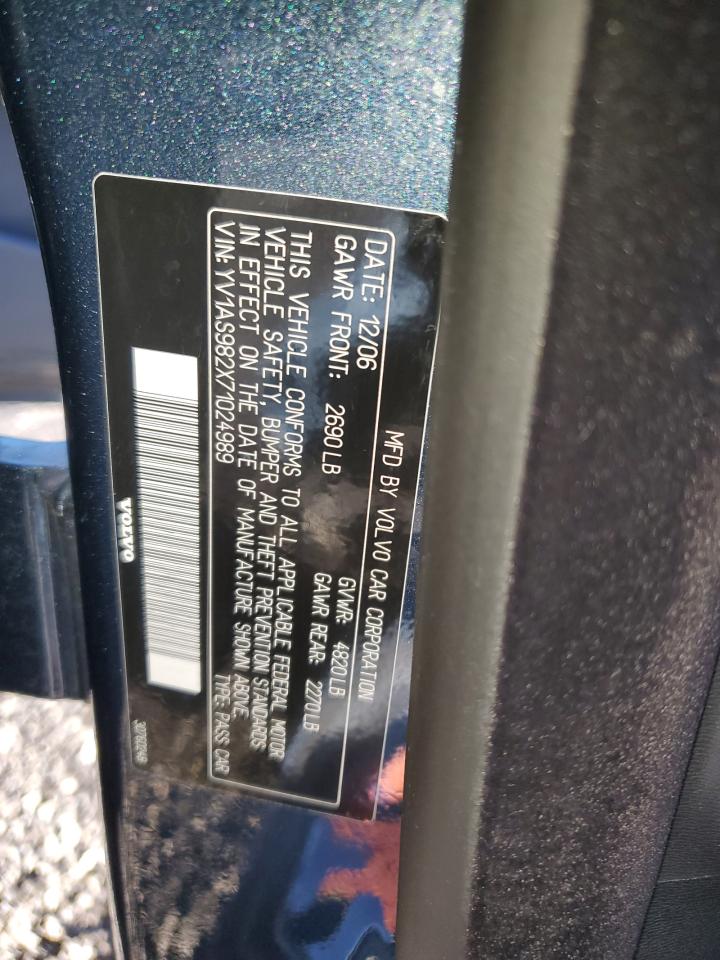 MFD BY VOLVO CAR CORPORATION
DATE: 12/06 GVWR: 4820 LB
GAWR FRONT: 2690 LB GAWR REAR: 2270 LB
THIS VEHICLE CONFORMS TO ALL APPLICABLE FEDERAL MOTOR
VEHICLE SAFETY, BUMPER AND THEFT PREVENTION STANDARDS
IN EFFECT ON THE DATE OF MANUFACTURE SHOWN ABOVE.
VIN: YV1AS982X71024989 TYPE: PASS CAR
VOLVO